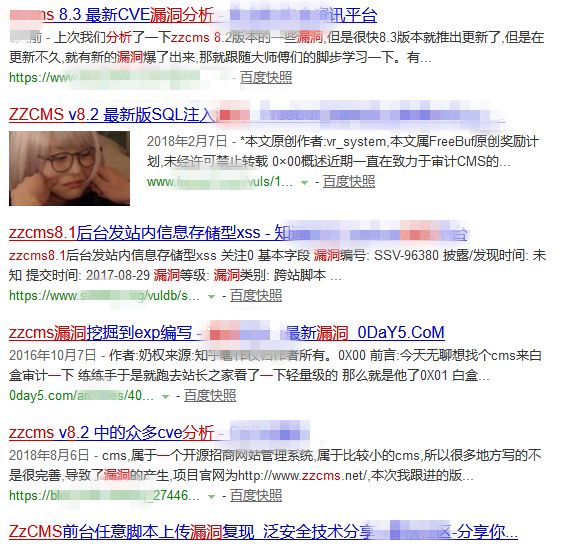 ms 8.3 最新CVE漏洞分析 - 资讯平台
前 - 上次我们分析了一下zzcms 8.2版本的一些漏洞,但是很快8.3版本就推出更新了,但是在
更新不久,就有新的漏洞爆了出来,那就跟随大师傅们的脚步学习一下。有...
https://www. - 百度快照
ZZCMS v8.2 最新版SQL注入
2018年2月7日 - *本文原创作者:vr_system,本文属FreeBuf原创奖励计
划,未经许可禁止转载 0×00概述近期一直在致力于审计CMS的...
www. /vuls/1... - 百度快照
zzcms8.1后台发站内信息存储型xss - 平台
zzcms8.1后台发站内信息存储型xss 关注0 基本字段 漏洞编号: SSV-96380 披露/发现时间: 未
知 提交时间: 2017-08-29 漏洞等级: 漏洞类别: 跨站脚本 ...
https://www.s /vuldb/s... - 百度快照
zzcms漏洞挖掘到exp编写 - 最新漏洞_0DaY5.CoM
2016年10月7日 - 作者:奶权来源: 所有。0X00 前言:今天无聊想找个cms来白
盒审计一下 练练手于是就跑去站长之家看了一下轻量级的 那么就是他了0X01 白盒...
0day5.com/archives/40... - 百度快照
zzcms v8.2 中的众多cve分析 -
2018年8月6日 - cms,属于一个开源招商网站管理系统,属于比较小的cms,所以很多地方写的不
是很完善,导致了漏洞的产生,项目官网为http://www.zzcms.net/,本次我跟进的版...
https://bl _27446... - 百度快照
ZzCMS前台任意脚本上传漏洞复现_泛安全技术分享 社区-分享你...